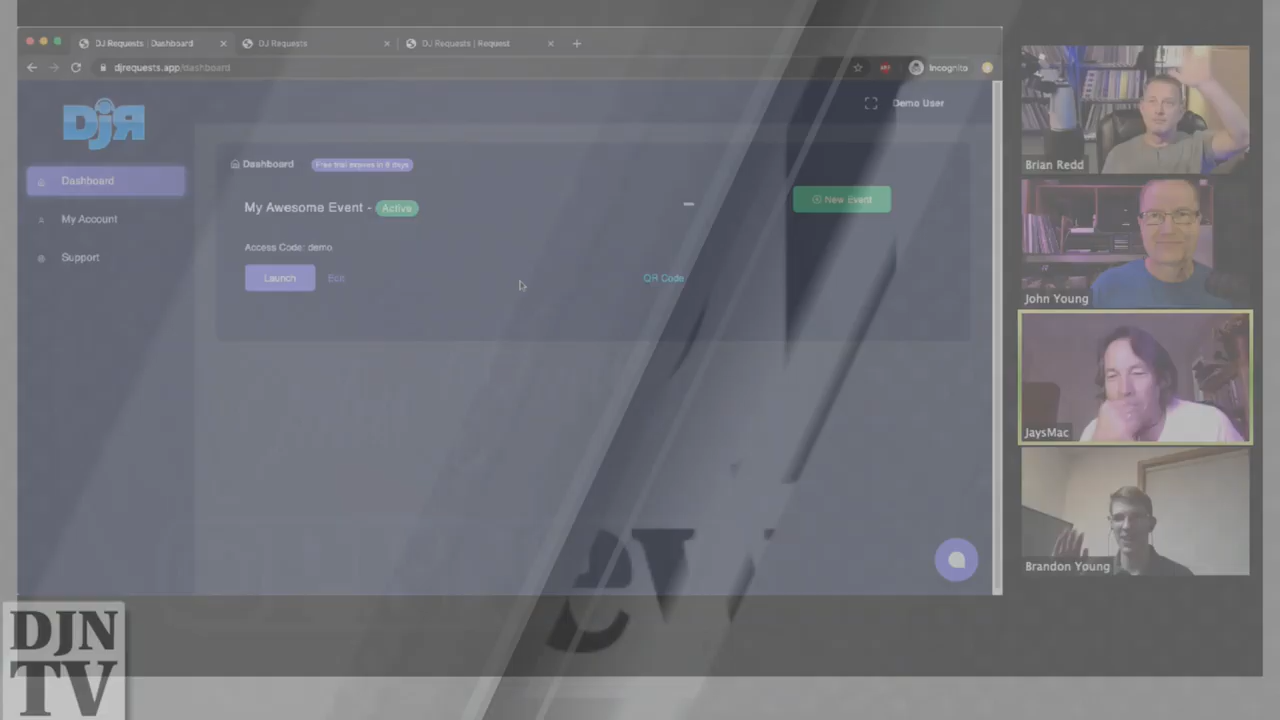 DJ Requests | Dashboard
DJ Requests
DJ Requests | Request
djrequests.app/dashboard
Incognito
DJR
Demo User
Dashboard
My Account
Support
Dashboard
Free trial expires in 6 days
My Awesome Event - Active
New Event
Access Code: demo
Launch
Edit
QR Code
Brian Redd
John Young
JaysMac
Brandon Young
ew
DJN
TV